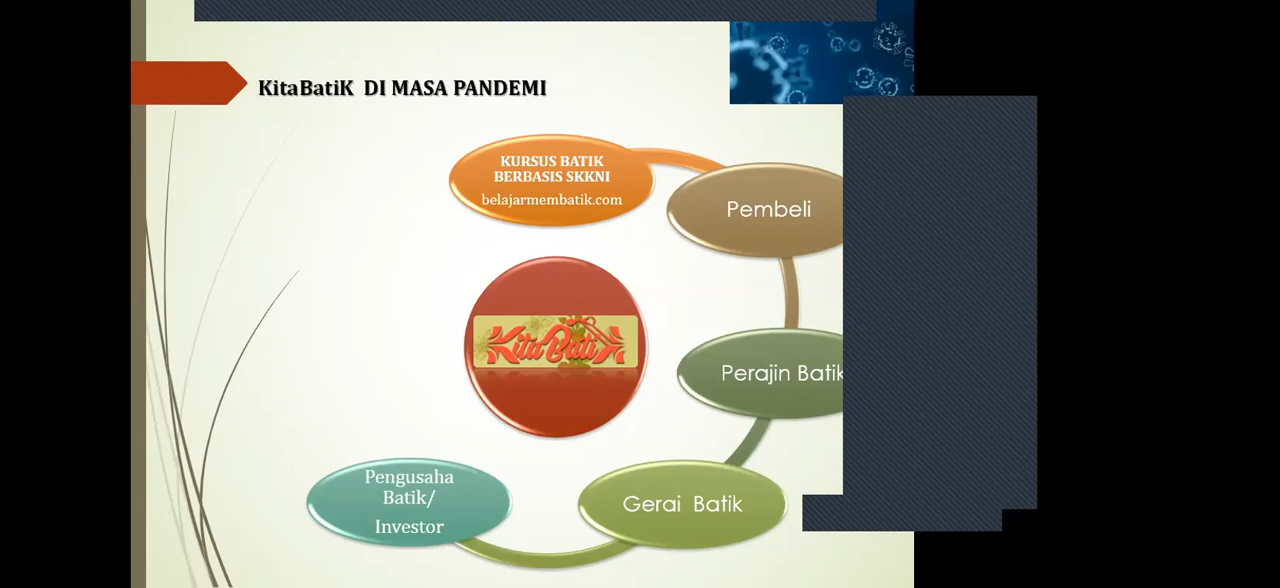 KitaBatiK DI MASA PANDEMI
KURSUS BATIK
BERBASIS SKKNI
belajarmembatik.com
Pembeli
KitaBatiK
Perajin Batik
Pengusaha
Batik/
Investor
Gerai Batik